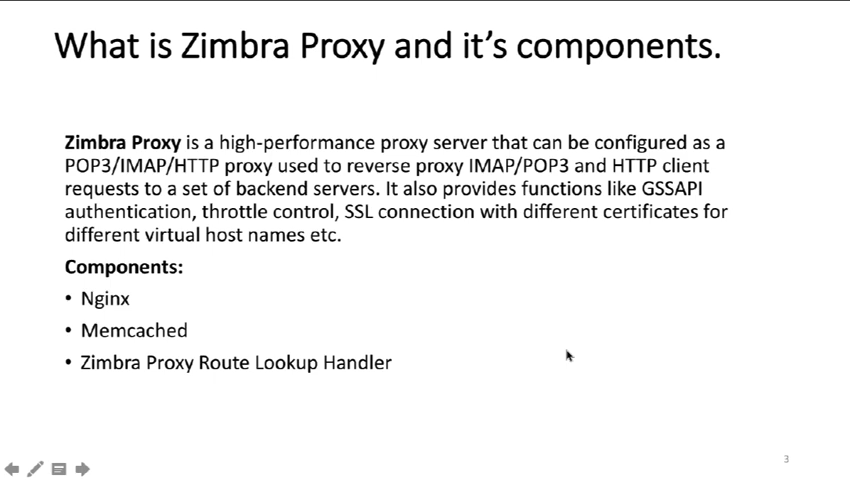 What is Zimbra Proxy and it's components.
Zimbra Proxy is a high-performance proxy server that can be configured as a
POP3/IMAP/HTTP proxy used to reverse proxy IMAP/POP3 and HTTP client
requests to a set of backend servers. It also provides functions like GSSAPI
authentication, throttle control, SSL connection with different certificates for
different virtual host names etc.
Components:
• Nginx
• Memcached
• Zimbra Proxy Route Lookup Handler
3